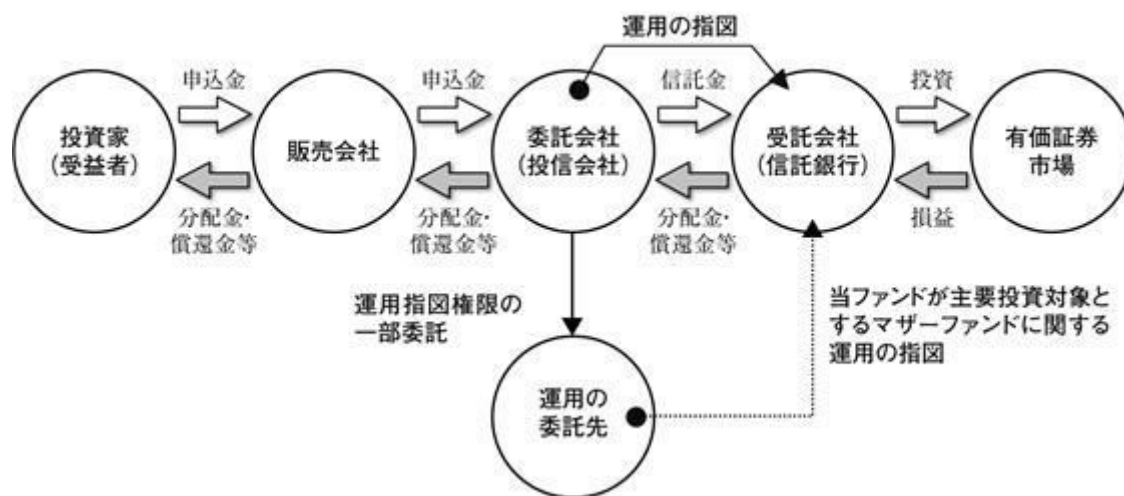 運用の指図
申込金
申込金
信託金
投資
投資家
(受益者)
販売会社
委託会社
(投信会社)
受託会社
(信託銀行)
有価証券
市場
分配金・
償還金等
分配金・
償還金等
分配金・
償還金等
損益
運用指図権限の
一部委託
当ファンドが主要投資対象と
するマザーファンドに関する
運用の指図
運用の
委託先